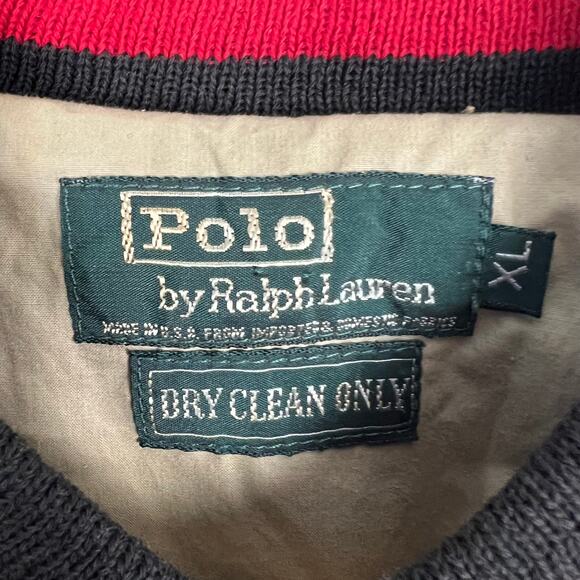 Polo
by Ralph Lauren
MADE IN U.S.A. FROM IMPORTED & DOMESTIC FABRICS
XL
DRY CLEAN ONLY